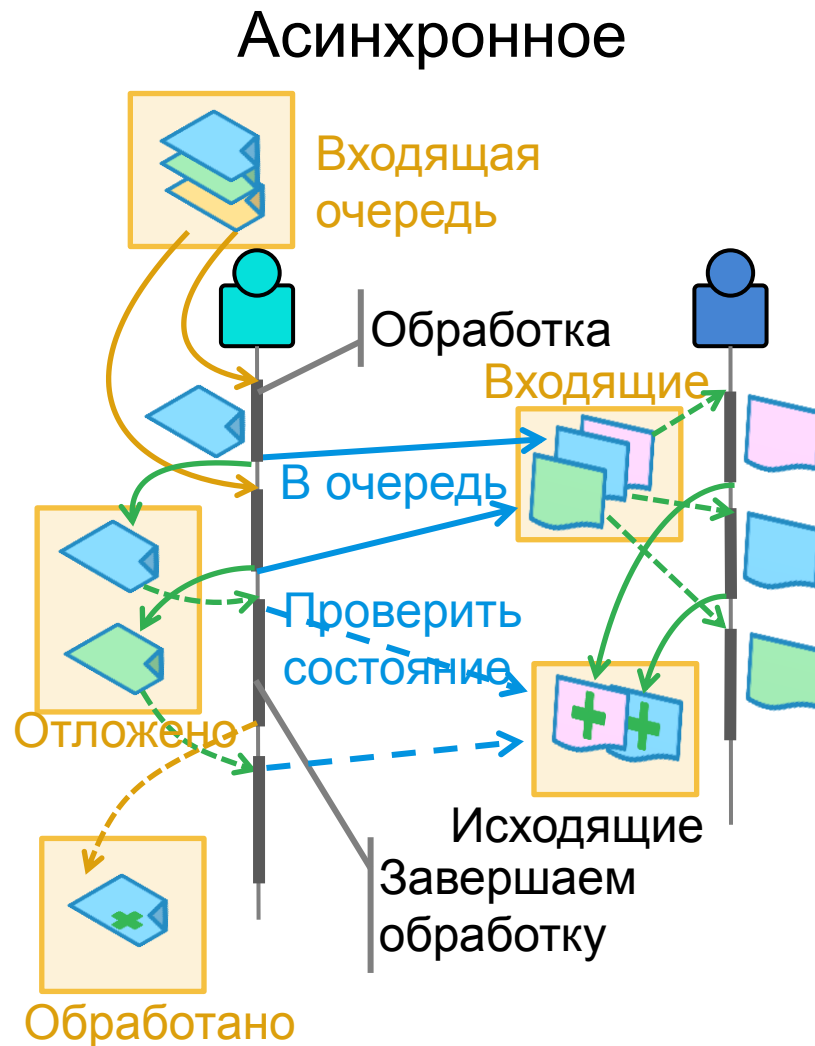 Асинхронное
Входящая
очередь
Обработка
Входящие
В очередь
Проверить
состояние
Отложено
Исходящие
Завершаем
обработку
Обработано